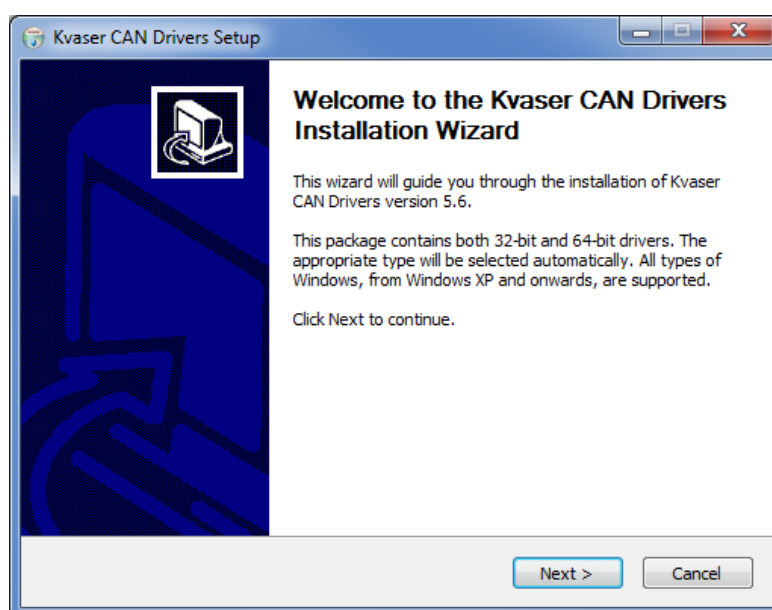 Kvaser CAN Drivers Setup
Welcome to the Kvaser CAN Drivers
Installation Wizard
This wizard will guide you through the installation of Kvaser
CAN Drivers version 5.6.
This package contains both 32-bit and 64-bit drivers. The
appropriate type will be selected automatically. All types of
Windows, from Windows XP and onwards, are supported.
Click Next to continue.
Next >
Cancel